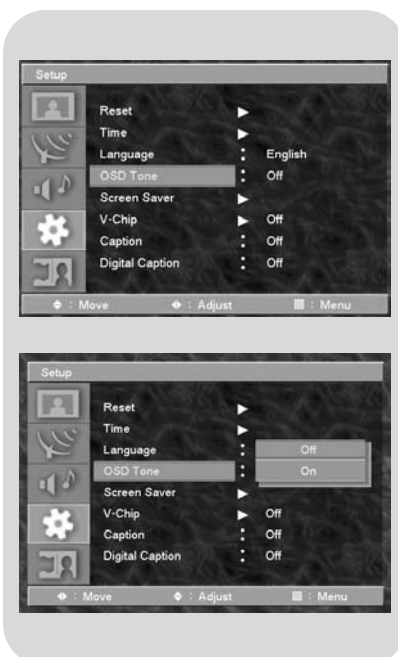 Setup
Reset ▶
Time ▶
Language : English
OSD Tone : Off
Screen Saver ▶
V-Chip ▶ Off
Caption : Off
Digital Caption : Off
: Move : Adjust : Menu
Setup
Reset ▶
Time ▶
Language : Off
OSD Tone : On
Screen Saver ▶
V-Chip ▶ Off
Caption : Off
Digital Caption : Off
: Move : Adjust : Menu